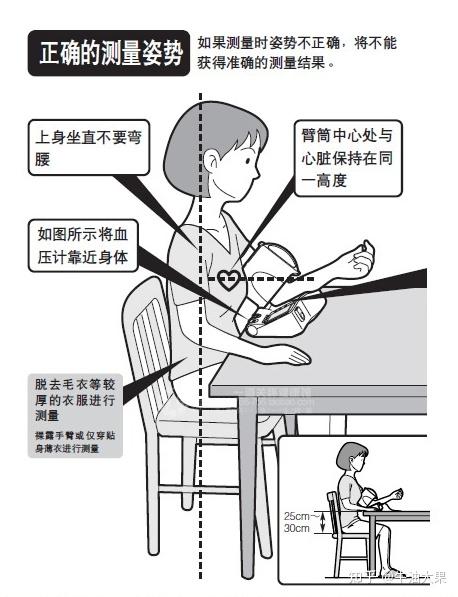 正确的测量姿势
如果测量时姿势不正确，将不能
获得准确的测量结果。
上身坐直不要弯
腰
臂筒中心处与
心脏保持在同
一高度
如图所示将血
压计靠近身体
脱去毛衣等较
厚的衣服进行
测量
裸露手臂或仅穿贴
身薄衣进行测量
25cm～
30cm
知乎 @牛油大果